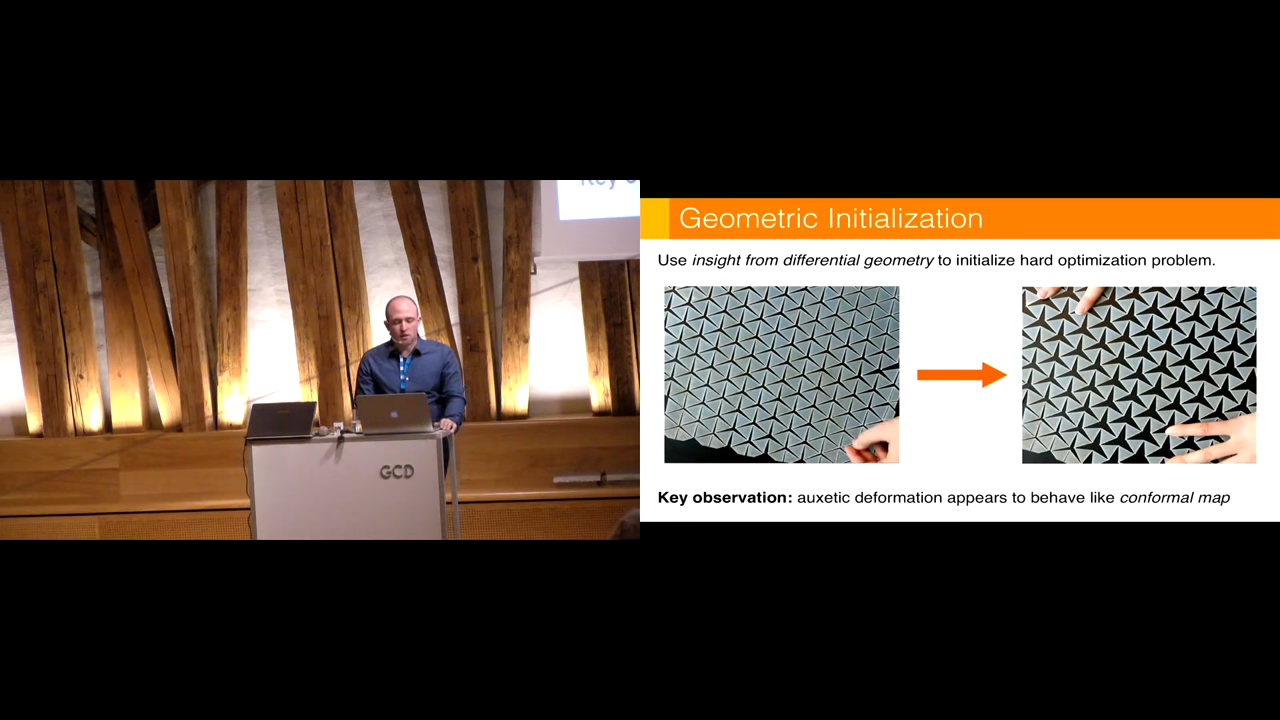 Key
GCD
Geometric Initialization
Use insight from differential geometry to initialize hard optimization problem.
Key observation: auxetic deformation appears to behave like conformal map